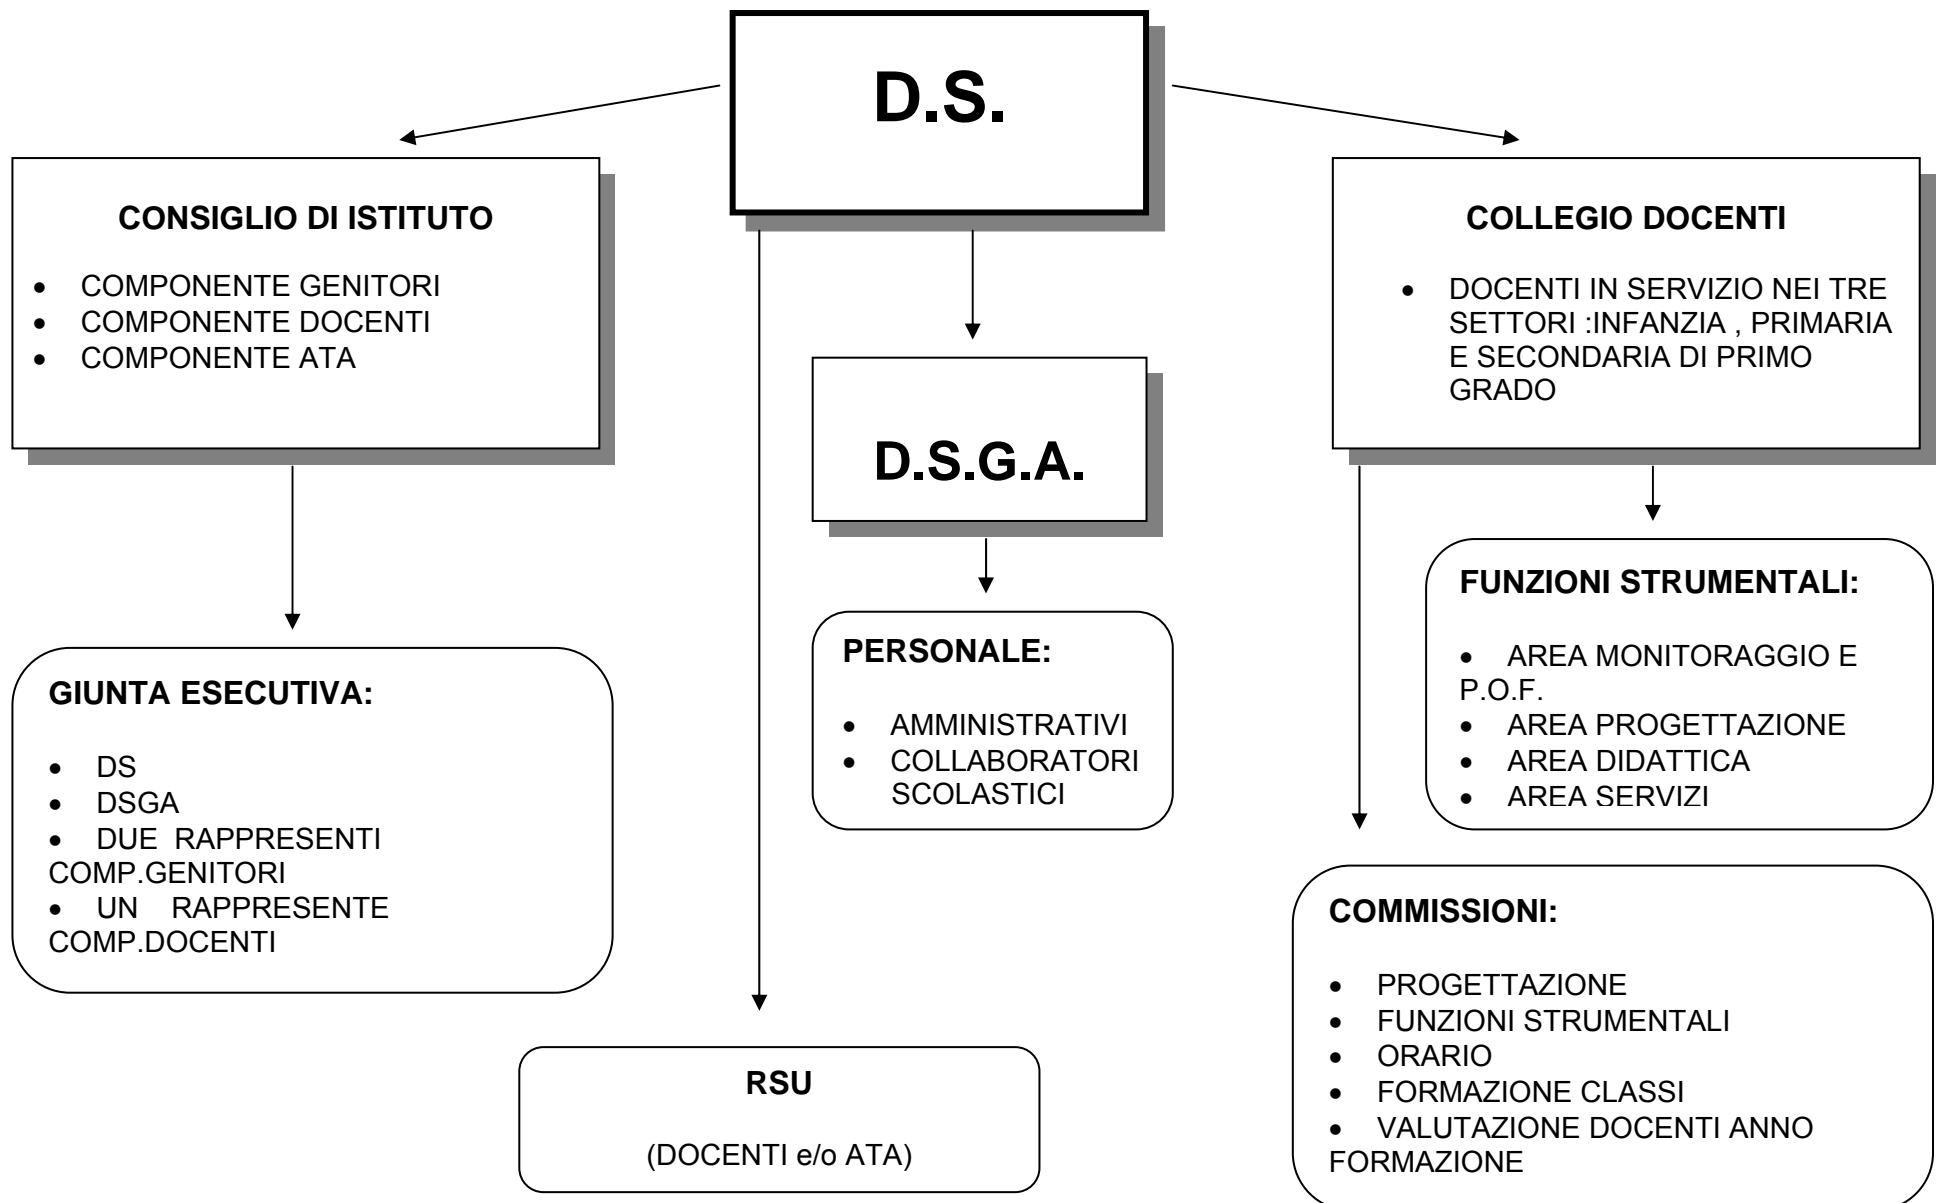 D.S.
CONSIGLIO DI ISTITUTO
• COMPONENTE GENITORI
• COMPONENTE DOCENTI
• COMPONENTE ATA
COLLEGIO DOCENTI
• DOCENTI IN SERVIZIO NEI TRE
SETTORI :INFANZIA , PRIMARIA
E SECONDARIA DI PRIMO
GRADO
D.S.G.A.
GIUNTA ESECUTIVA:
• DS
• DSGA
• DUE RAPPRESENTI
COMP.GENITORI
• UN RAPPRESENTE
COMP.DOCENTI
PERSONALE:
• AMMINISTRATIVI
• COLLABORATORI
SCOLASTICI
FUNZIONI STRUMENTALI:
• AREA MONITORAGGIO E
P.O.F.
• AREA PROGETTAZIONE
• AREA DIDATTICA
• AREA SERVIZI
RSU
(DOCENTI e/o ATA)
COMMISSIONI:
• PROGETTAZIONE
• FUNZIONI STRUMENTALI
• ORARIO
• FORMAZIONE CLASSI
• VALUTAZIONE DOCENTI ANNO
FORMAZIONE